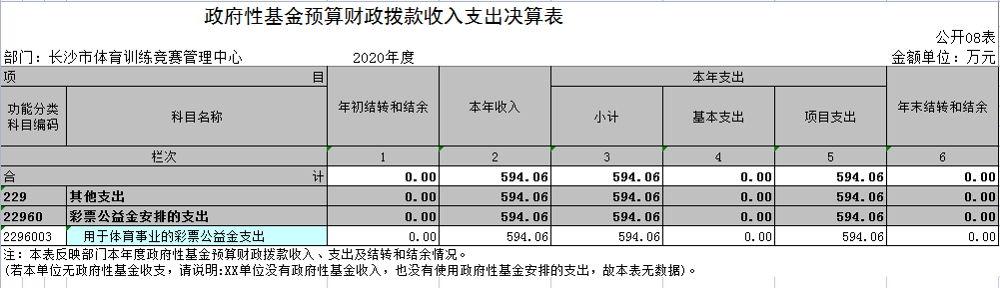 政府性基金预算财政拨款收入支出决算表
公开08表
部门：长沙市体育训练竞赛管理中心 2020年度 金额单位：万元
项 目 年初结转和结余 本年收入 本年支出 年末结转和结余
功能分类科目编码 科目名称 小计 基本支出 项目支出
栏次 1 2 3 4 5 6
合 计 0.00 594.06 594.06 0.00 594.06 0.00
229 其他支出 0.00 594.06 594.06 0.00 594.06 0.00
22960 彩票公益金安排的支出 0.00 594.06 594.06 0.00 594.06 0.00
2296003 用于体育事业的彩票公益金支出 0.00 594.06 594.06 0.00 594.06 0.00
注：本表反映部门本年度政府性基金预算财政拨款收入、支出及结转和结余情况。
(若本单位无政府性基金收支，请说明:XX单位没有政府性基金收入，也没有使用政府性基金安排的支出，故本表无数据)。